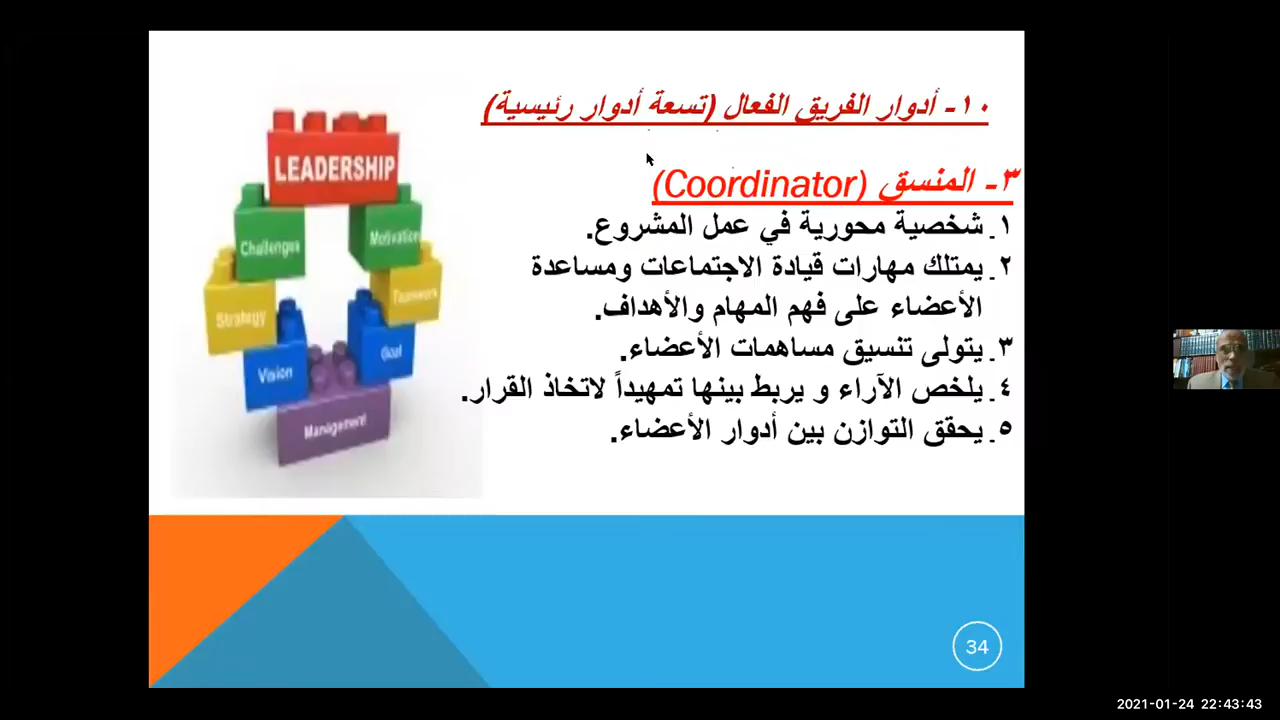 ١٠- أدوار الفريق الفعال (تسعة أدوار رئيسية)
٣- المنسق (Coordinator)
١. شخصية محورية في عمل المشروع.
٢. يمتلك مهارات قيادة الاجتماعات ومساعدة
الأعضاء على فهم المهام والأهداف.
٣. يتولى تنسيق مساهمات الأعضاء.
٤. يلخص الآراء و يربط بينها تمهيداً لاتخاذ القرار.
٥. يحقق التوازن بين أدوار الأعضاء.
LEADERSHIP
Challenges
Motivation
Strategy
Teamwork
Vision
Goal
Management
34
2021-01-24 22:43:43